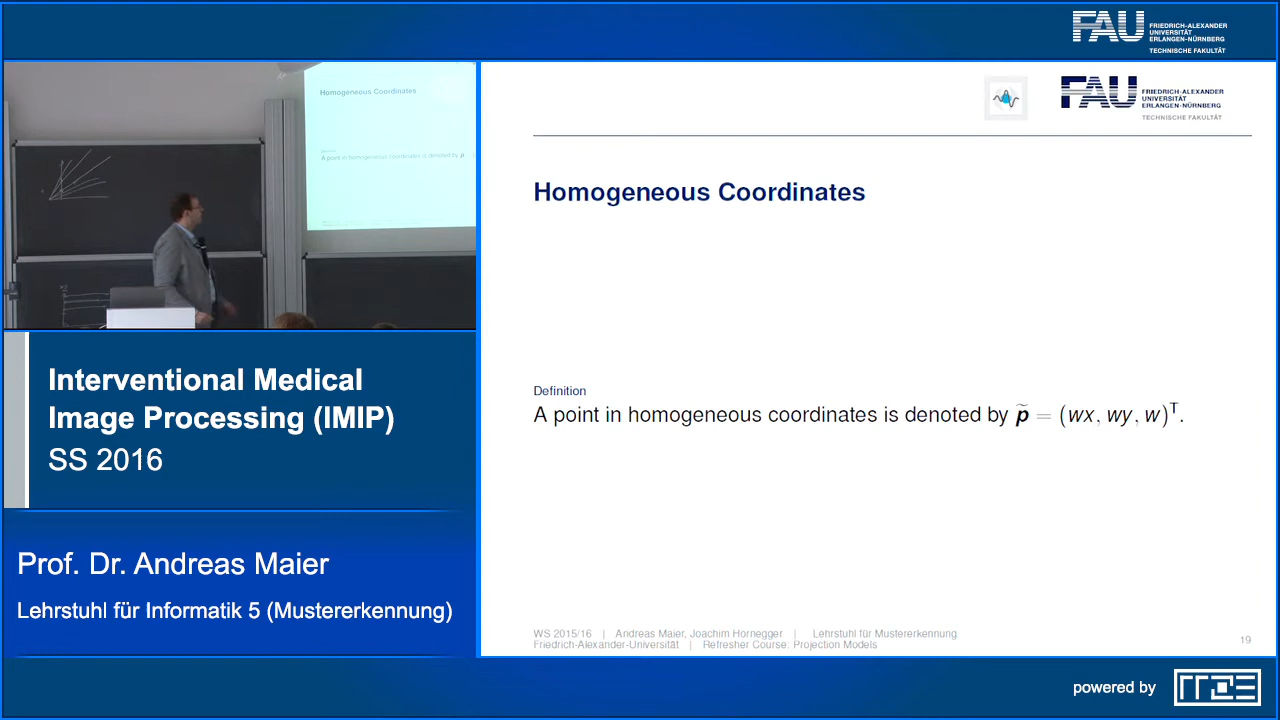 FAU FRIEDRICH-ALEXANDER
UNIVERSITÄT
ERLANGEN-NÜRNBERG
TECHNISCHE FAKULTÄT
Homogeneous Coordinates
Definition
A point in homogeneous coordinates is denoted by p
FAU FRIEDRICH-ALEXANDER
UNIVERSITÄT
ERLANGEN-NÜRNBERG
TECHNISCHE FAKULTÄT
Homogeneous Coordinates
Definition
A point in homogeneous coordinates is denoted by p̃ = (wx, wy, w)ᵀ.
WS 2015/16 | Andreas Maier, Joachim Hornegger | Lehrstuhl für Mustererkennung
Friedrich-Alexander-Universität | Refresher Course: Projection Models
19
Interventional Medical
Image Processing (IMIP)
SS 2016
Prof. Dr. Andreas Maier
Lehrstuhl für Informatik 5 (Mustererkennung)
powered by RRZE